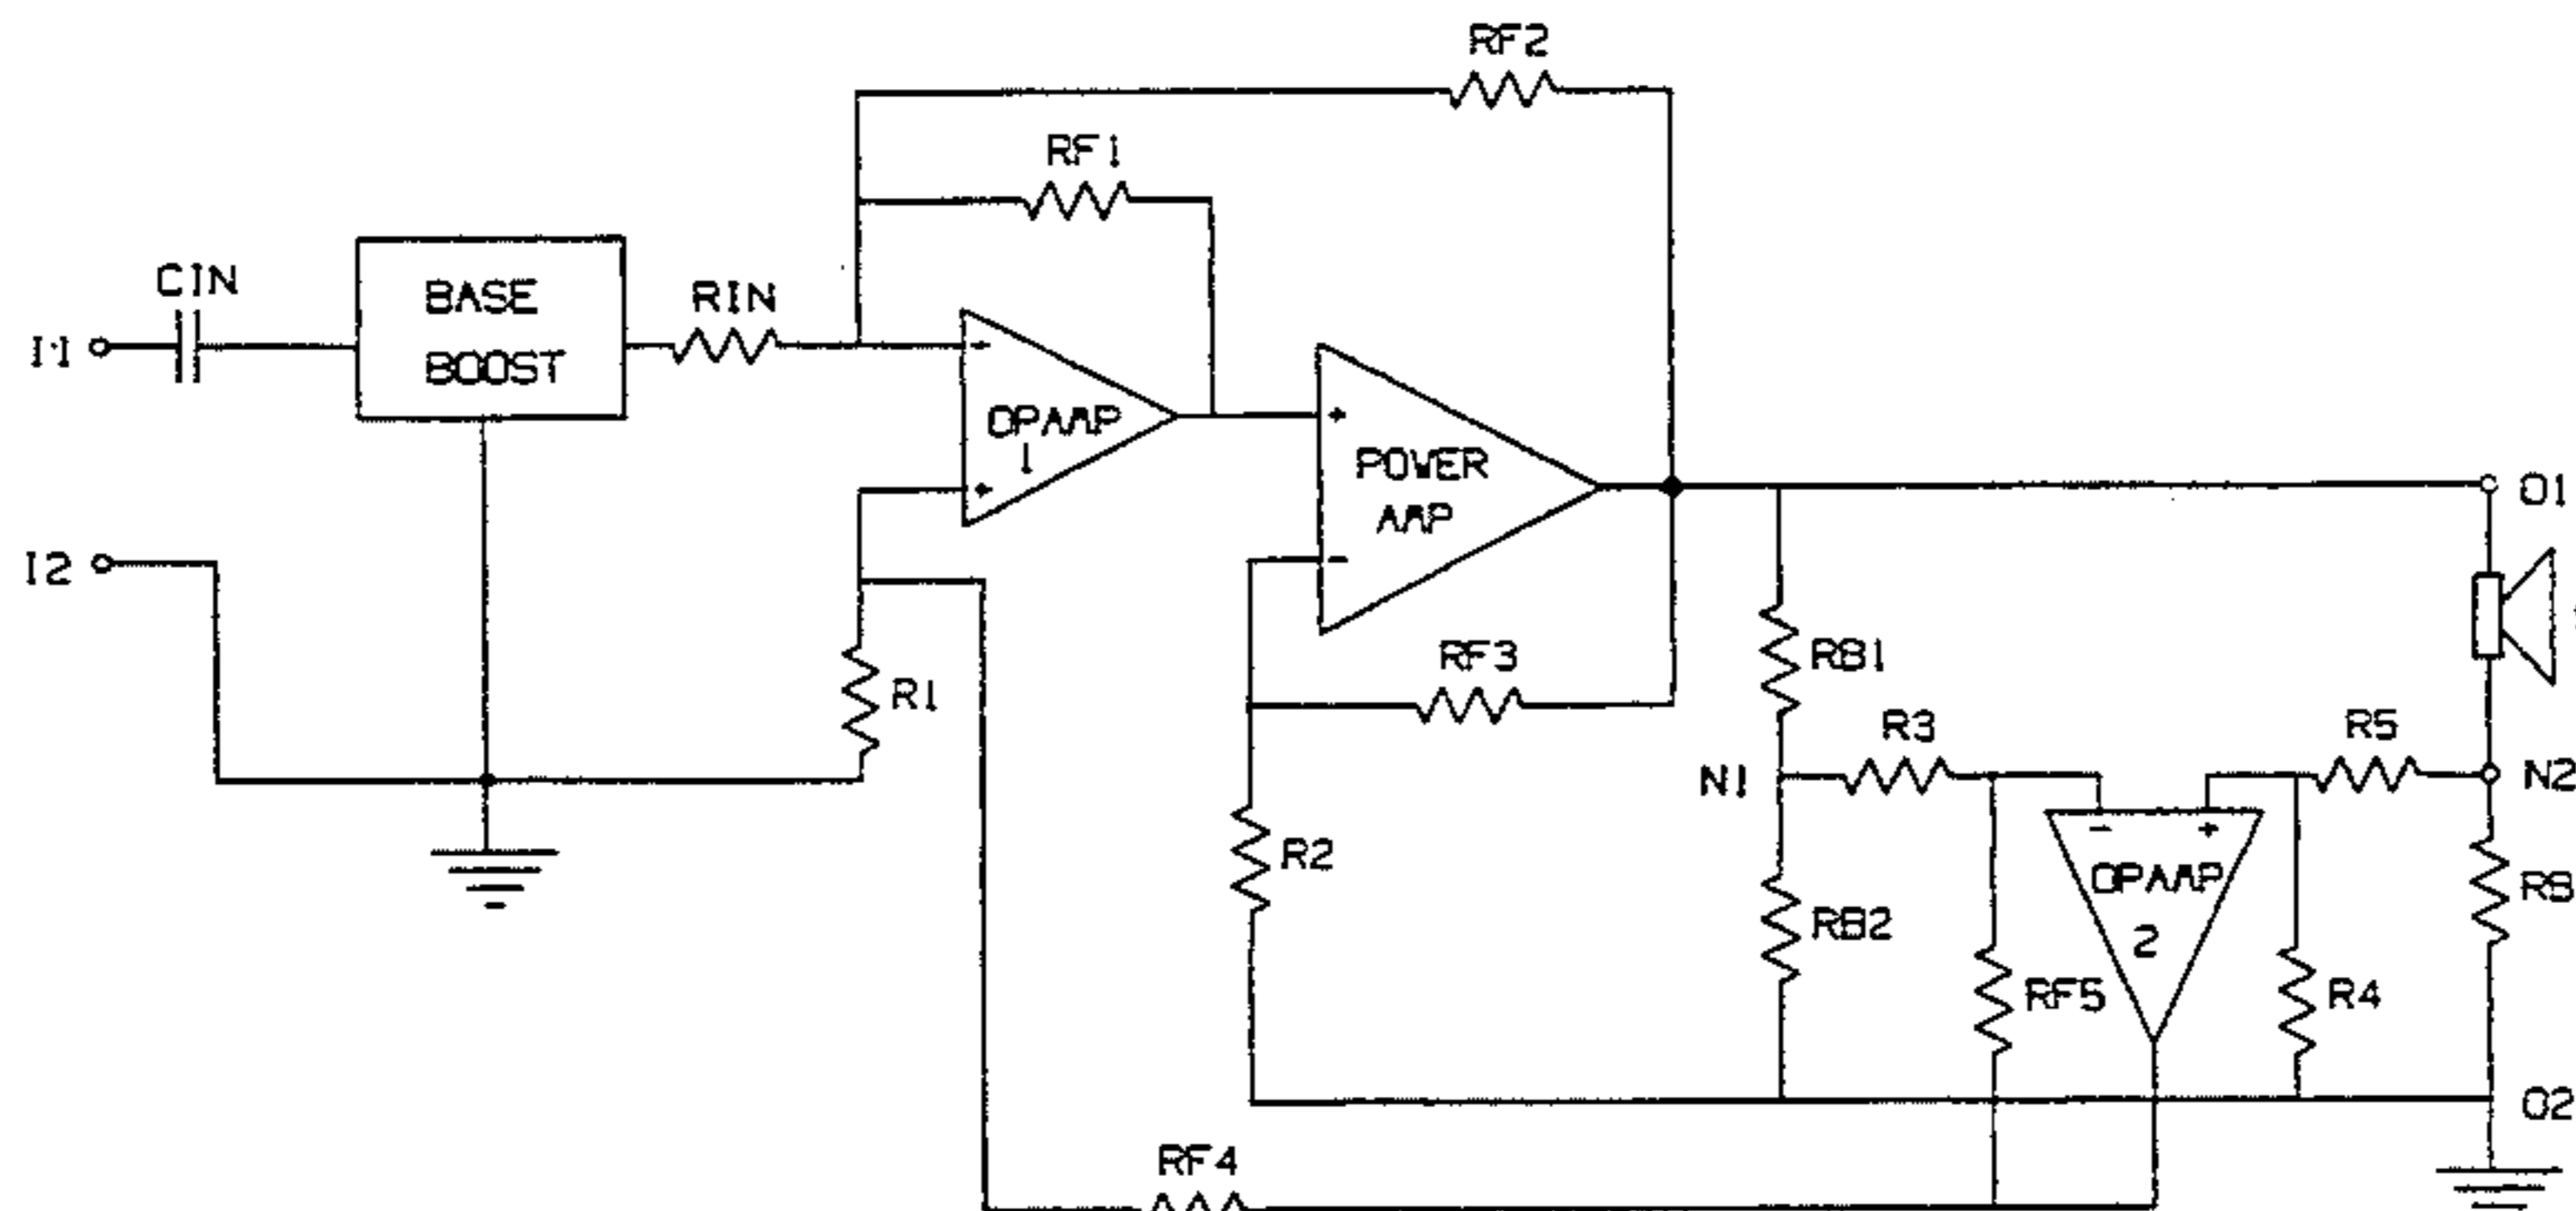 RF2
RF1
CIN
BASE
BOOST
RIN
I1
-
+
OPAMP
1
+
POWER
AMP
-
O1
I2
R1
RF3
RB1
R3
R5
N1
N2
R2
-
+
OPAMP
2
RB2
RF5
R4
RS
O2
RF4